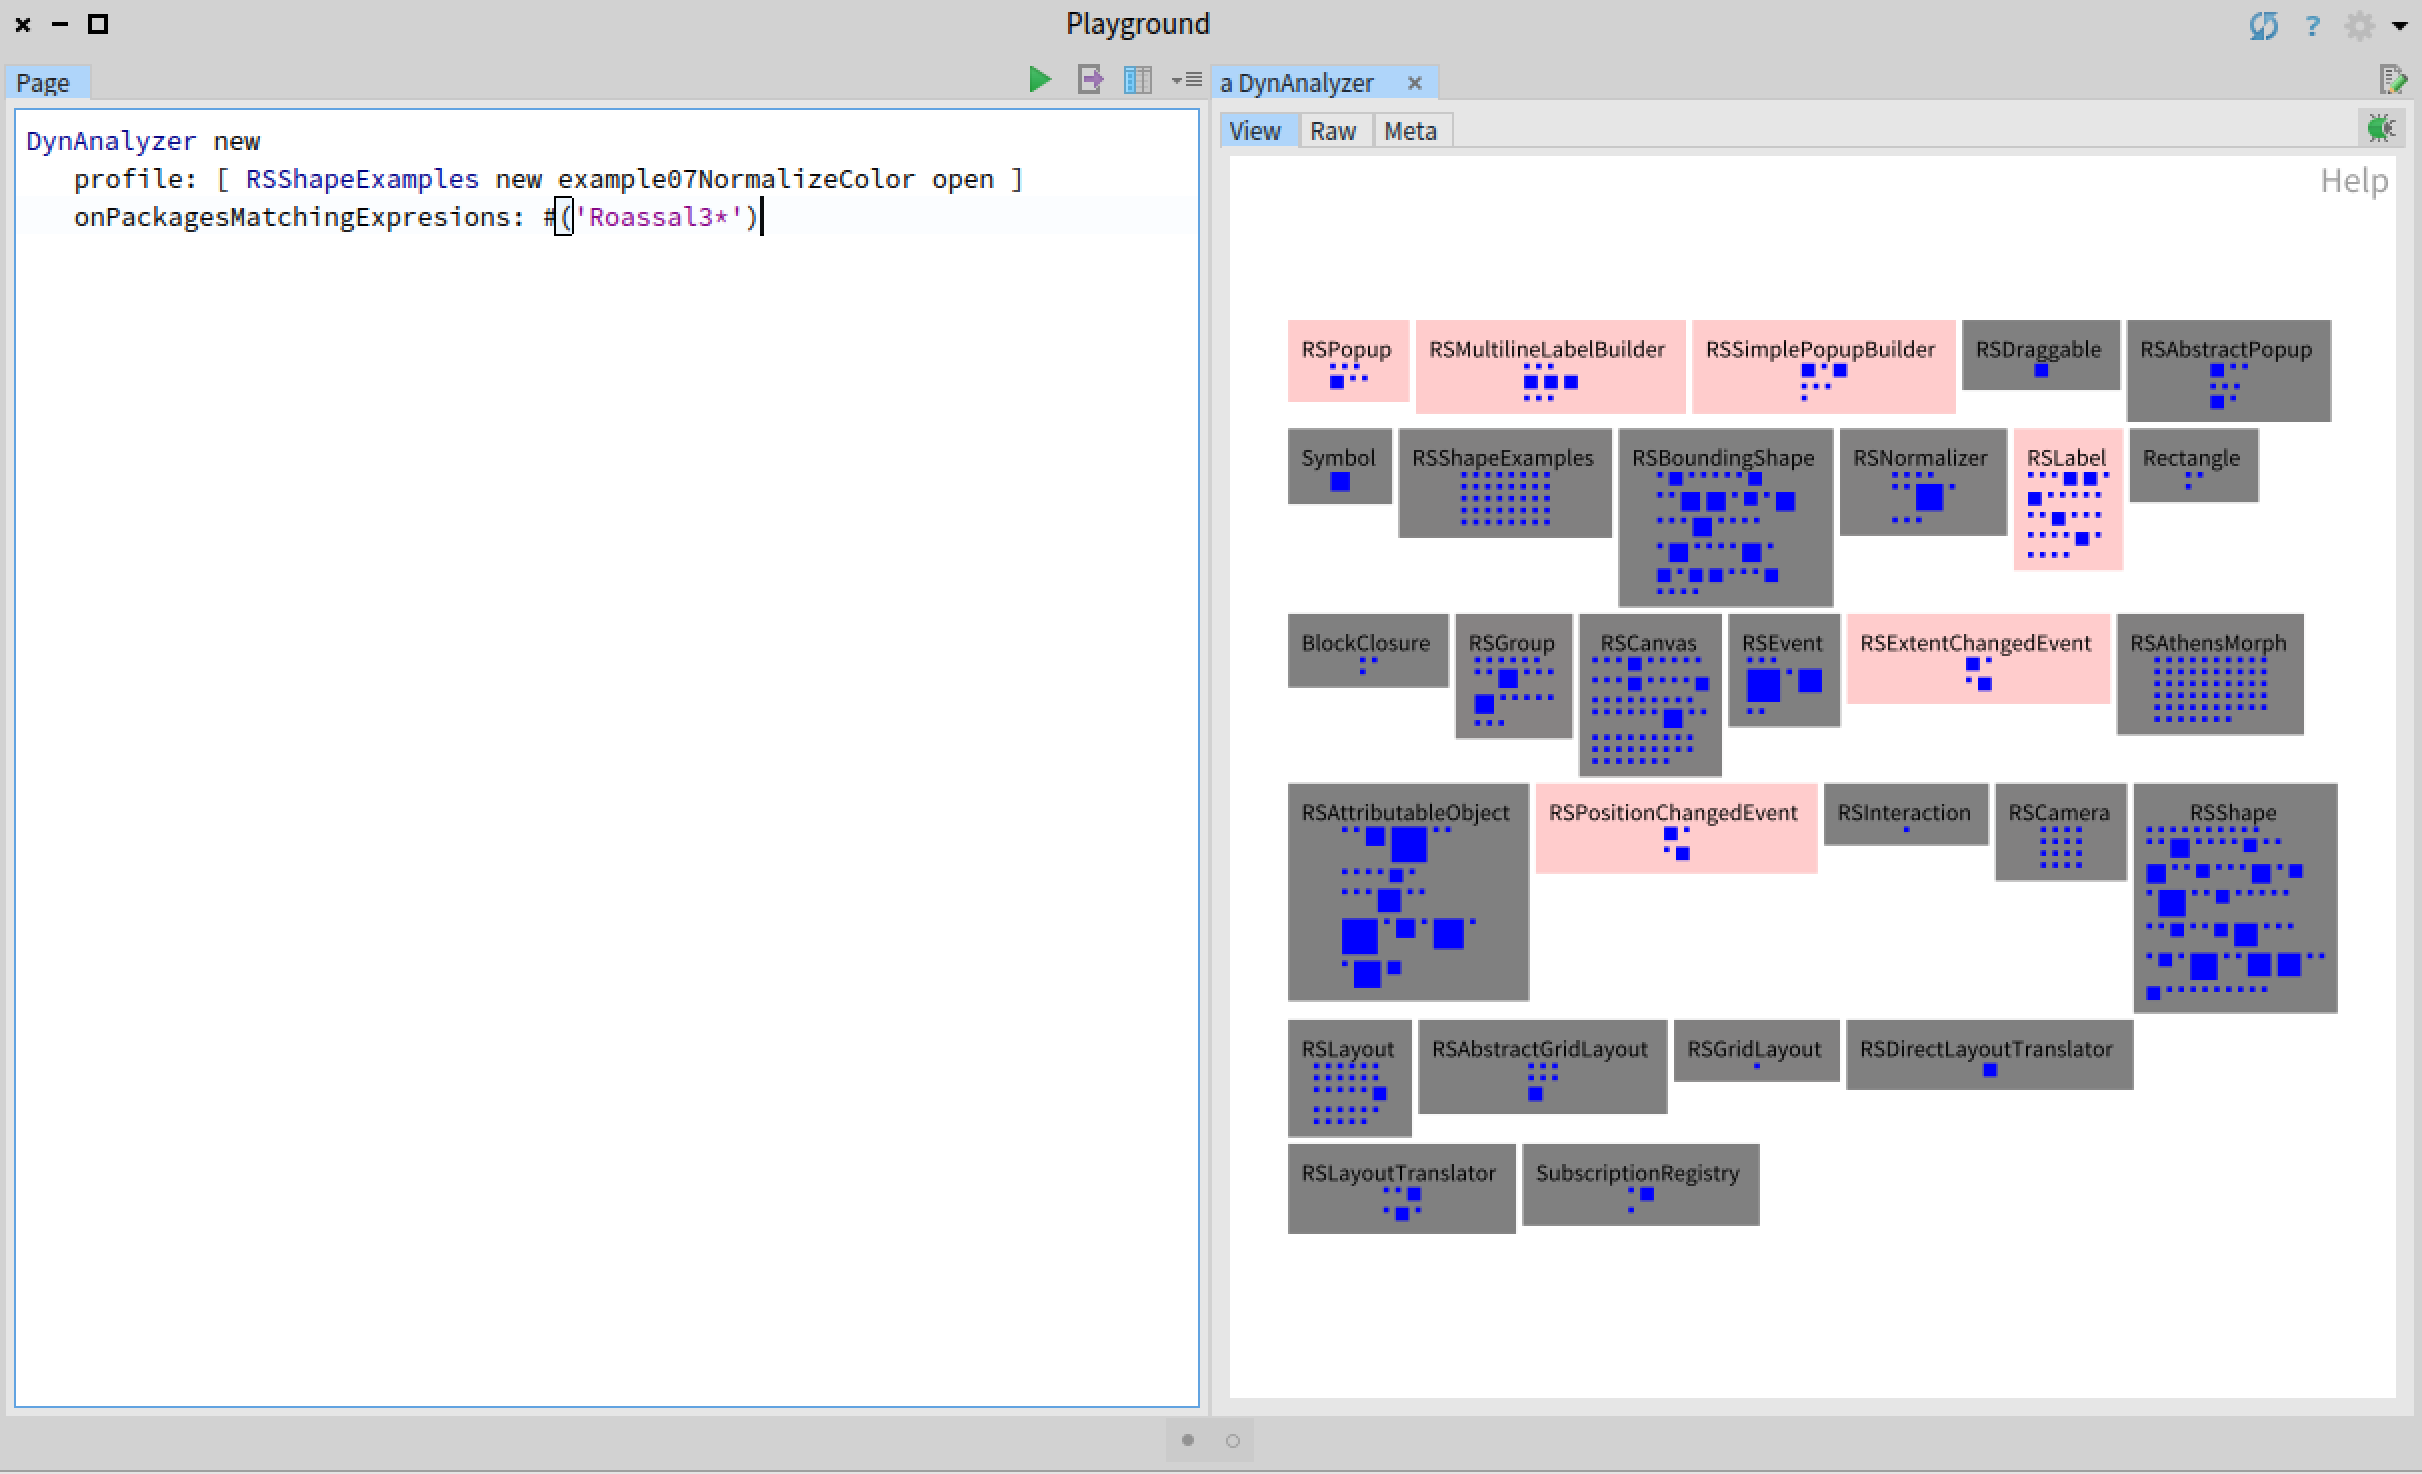 Playground
?
Page
a DynAnalyzer
View Raw Meta
DynAnalyzer new
profile: [ RSShapeExamples new example07NormalizeColor open ]
onPackagesMatchingExpresions: #('Roassal3*')
Help
RSPopup RSMultilineLabelBuilder RSSimplePopupBuilder RSDraggable RSAbstractPopup
Symbol RSShapeExamples RSBoundingShape RSNormalizer RSLabel Rectangle
BlockClosure RSGroup RSCanvas RSEvent RSExtentChangedEvent RSAthensMorph
RSAttributableObject RSPositionChangedEvent RSInteraction RSCamera RSShape
RSLayout RSAbstractGridLayout RSGridLayout RSDirectLayoutTranslator
RSLayoutTranslator SubscriptionRegistry